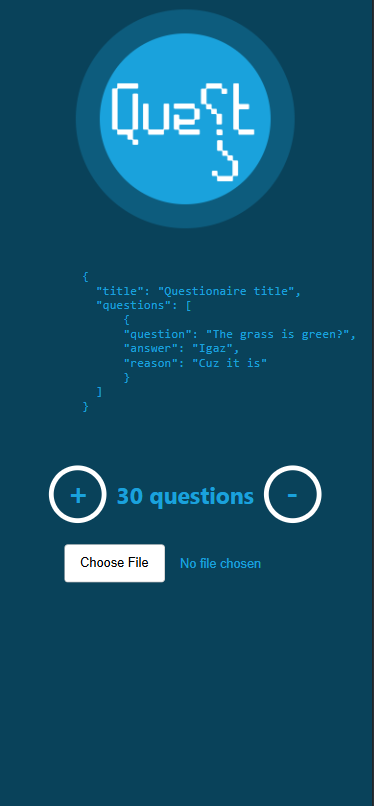 Quest
{
"title": "Questionaire title",
"questions": [
{
"question": "The grass is green?",
"answer": "Igaz",
"reason": "Cuz it is"
}
]
}
+ 30 questions -
Choose File No file chosen